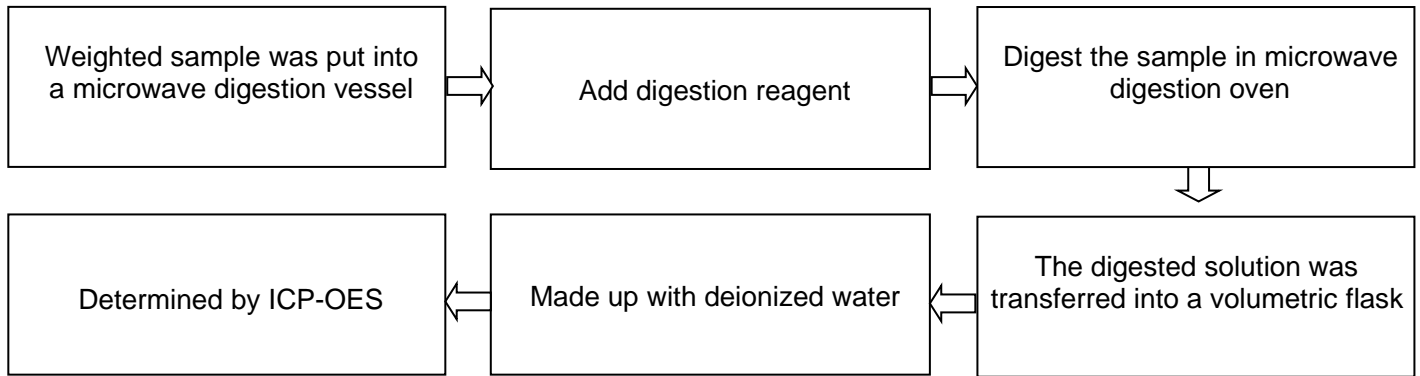 Weighted sample was put into
a microwave digestion vessel
Add digestion reagent
Digest the sample in microwave
digestion oven
The digested solution was
transferred into a volumetric flask
Made up with deionized water
Determined by ICP-OES